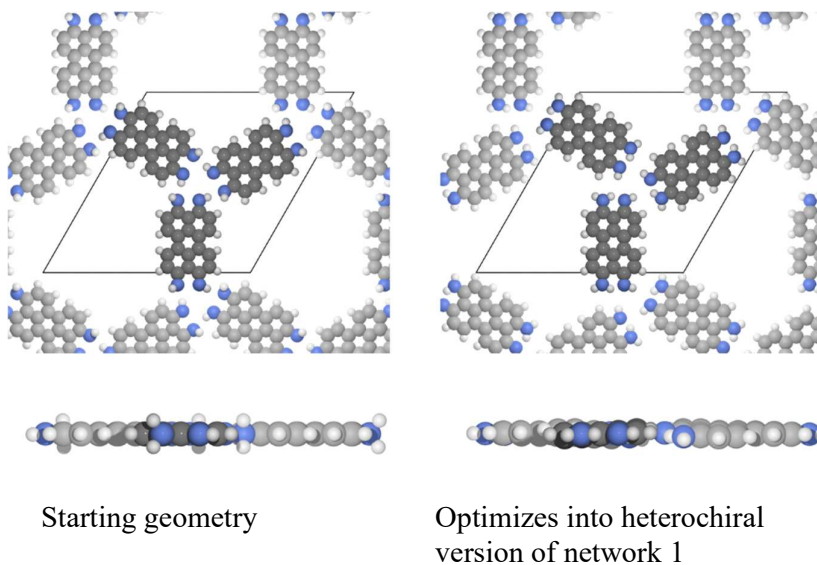 Starting geometry
Optimizes into heterochiral
version of network 1